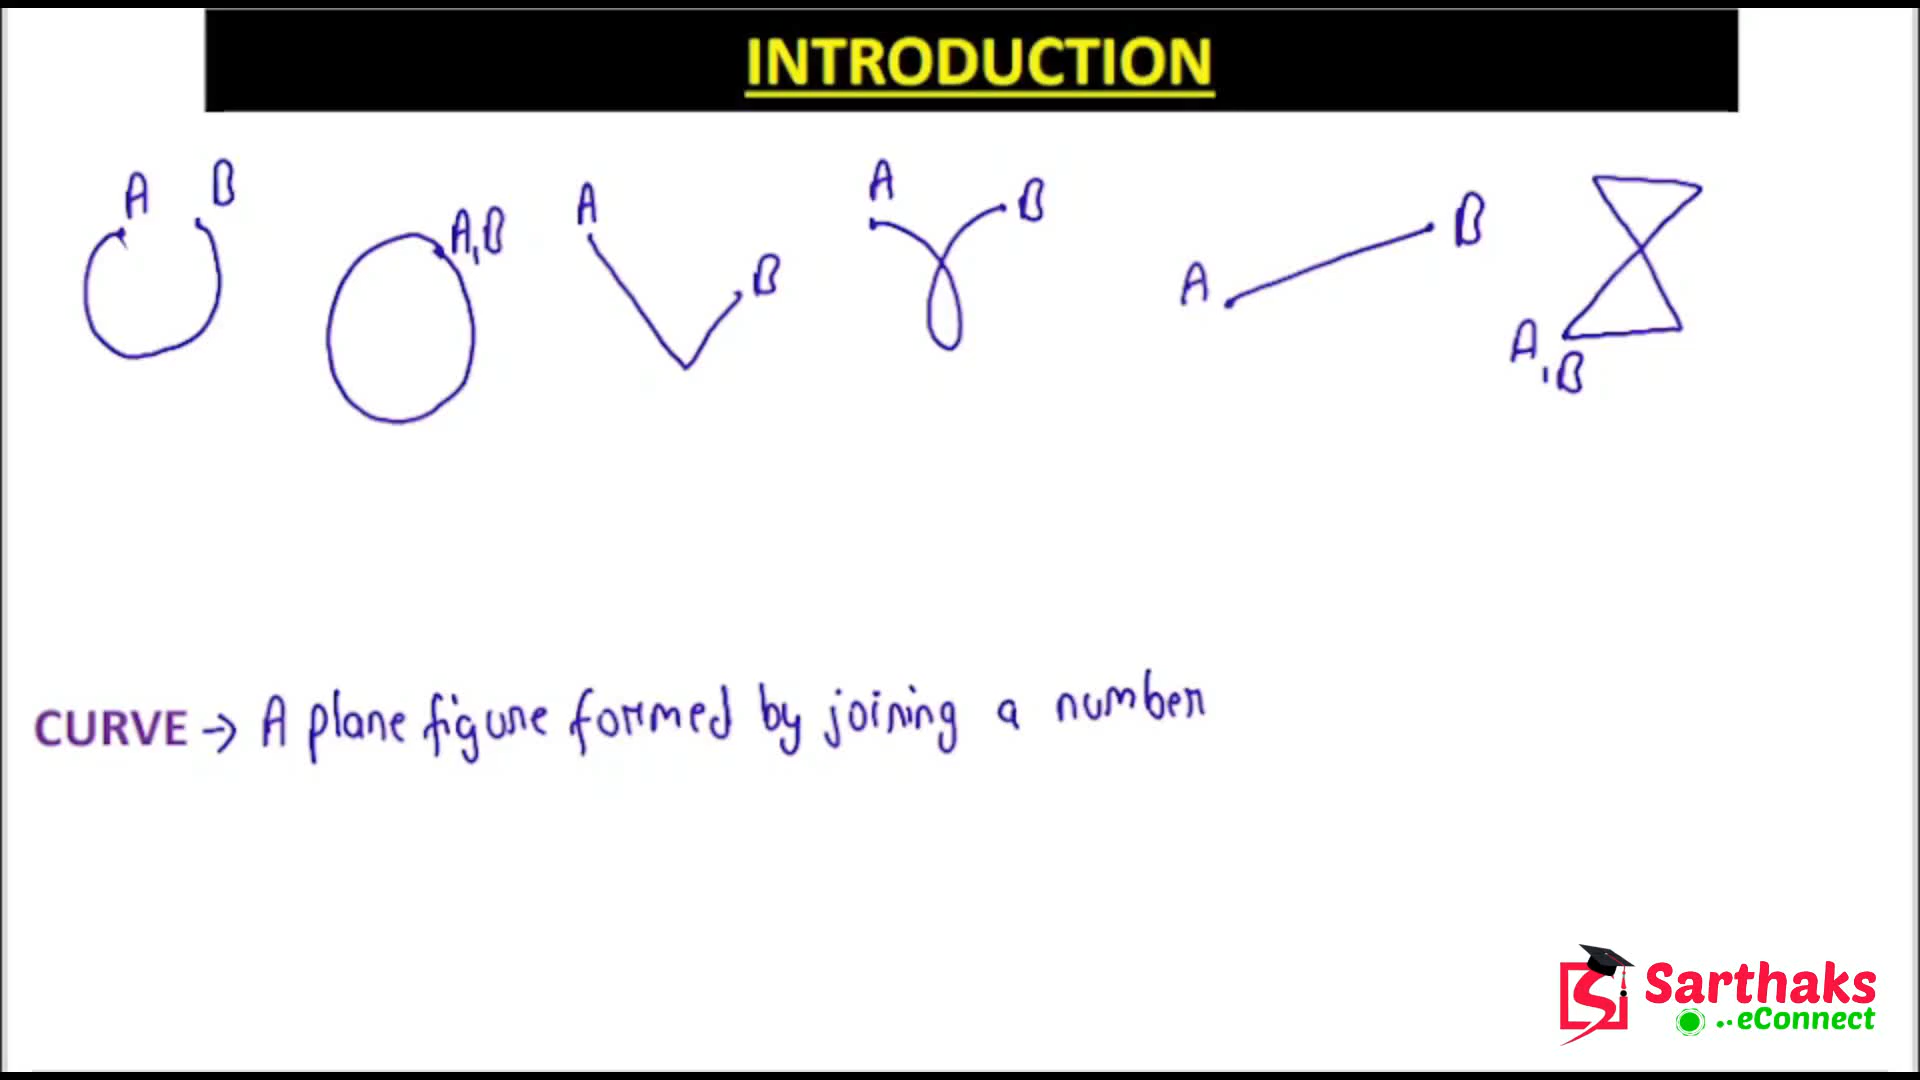 INTRODUCTION
A B
A,B
A
B
A
B
A
B
A,B
CURVE → A plane figure formed by joining a number
Sarthaks
eConnect